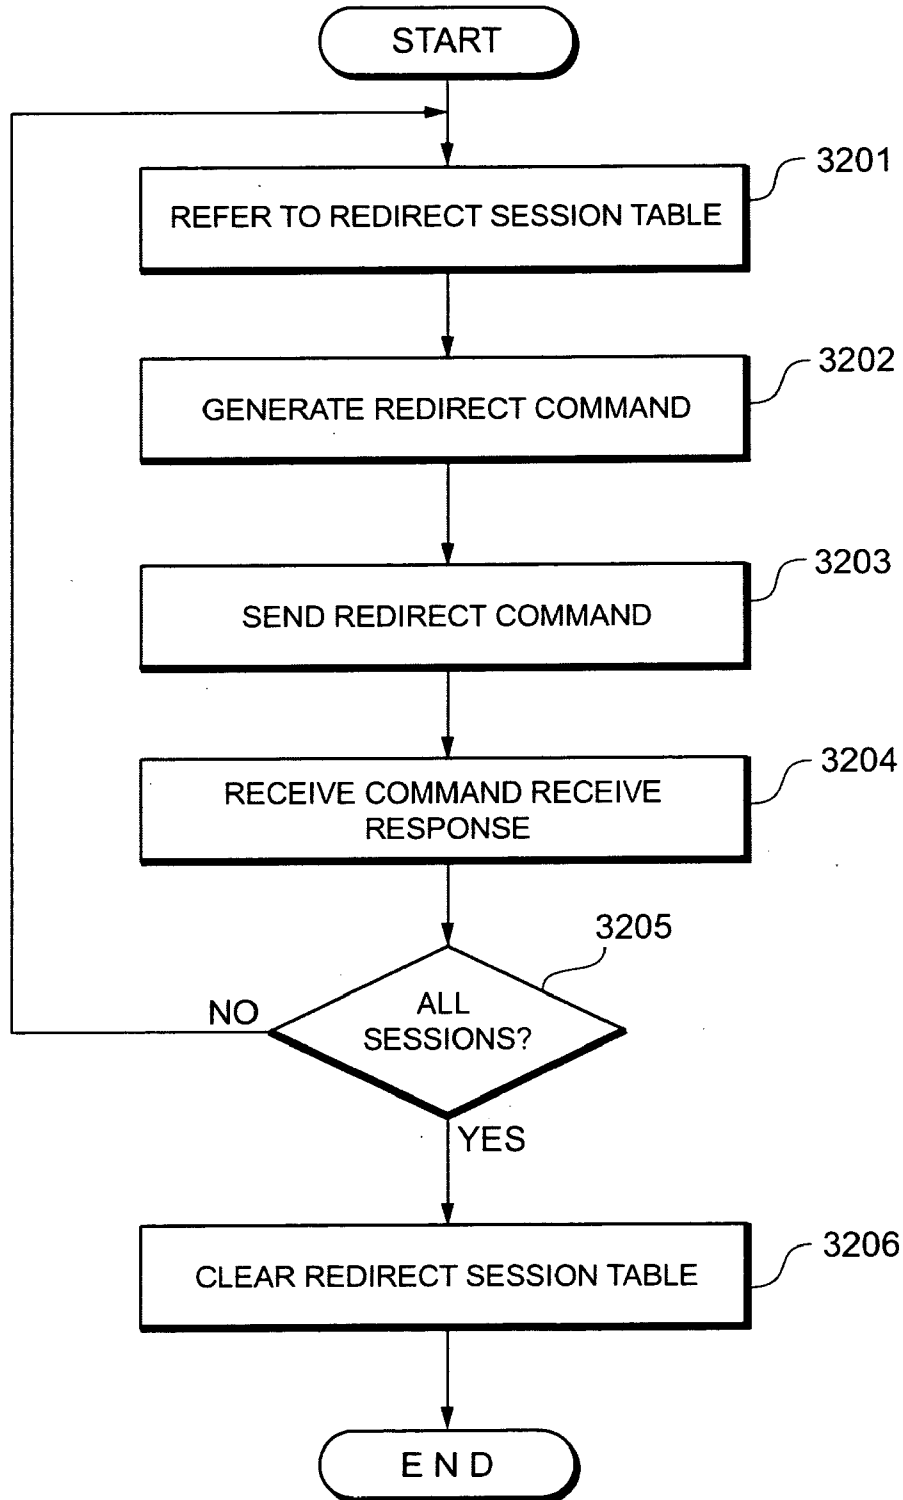 START
3201
REFER TO REDIRECT SESSION TABLE
3202
GENERATE REDIRECT COMMAND
3203
SEND REDIRECT COMMAND
3204
RECEIVE COMMAND RECEIVE
RESPONSE
3205
NO
ALL
SESSIONS?
YES
3206
CLEAR REDIRECT SESSION TABLE
END